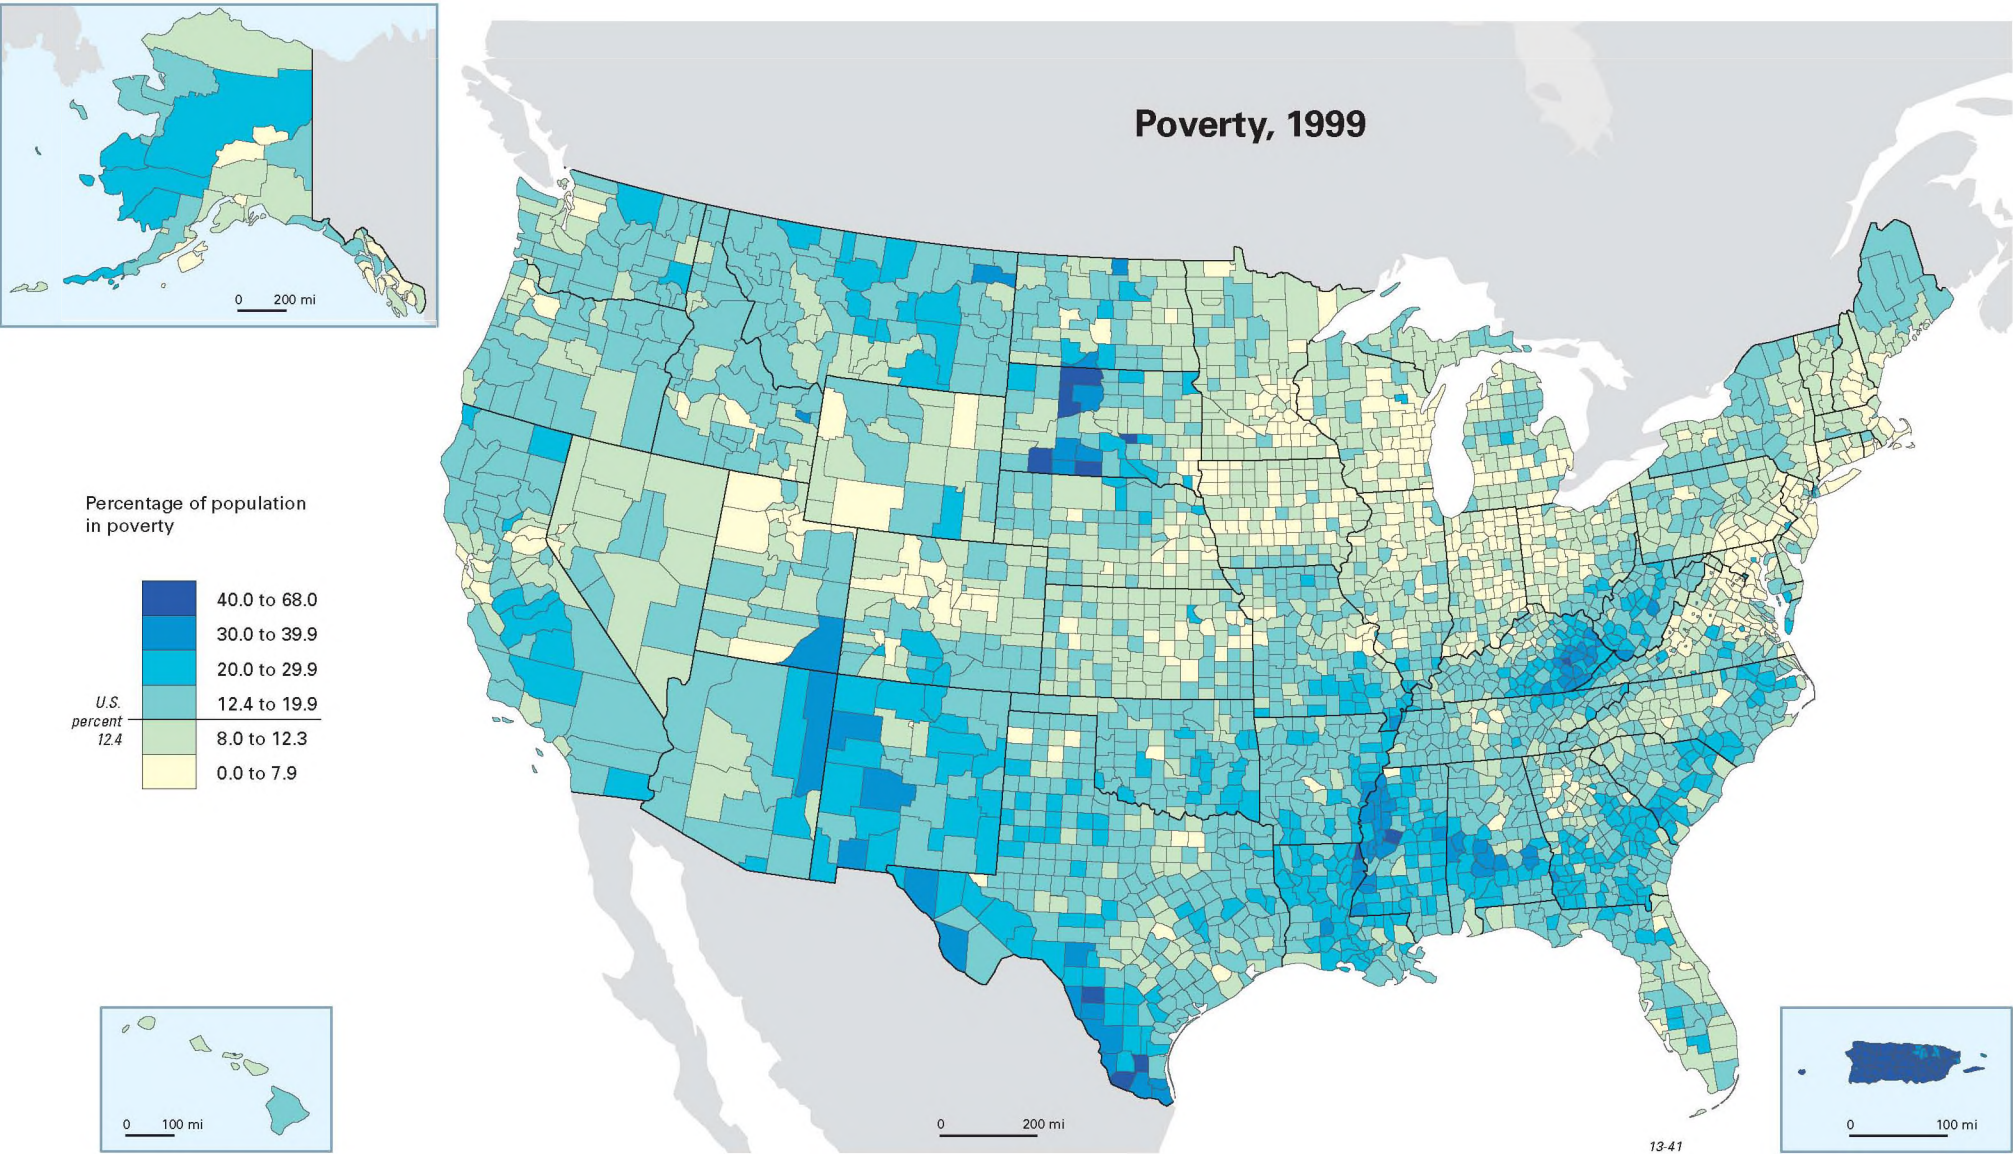 Poverty, 1999
0 200 mi
Percentage of population
in poverty
40.0 to 68.0
30.0 to 39.9
20.0 to 29.9
12.4 to 19.9
U.S.
percent
12.4
8.0 to 12.3
0.0 to 7.9
0 100 mi
0 200 mi
0 100 mi
13-41